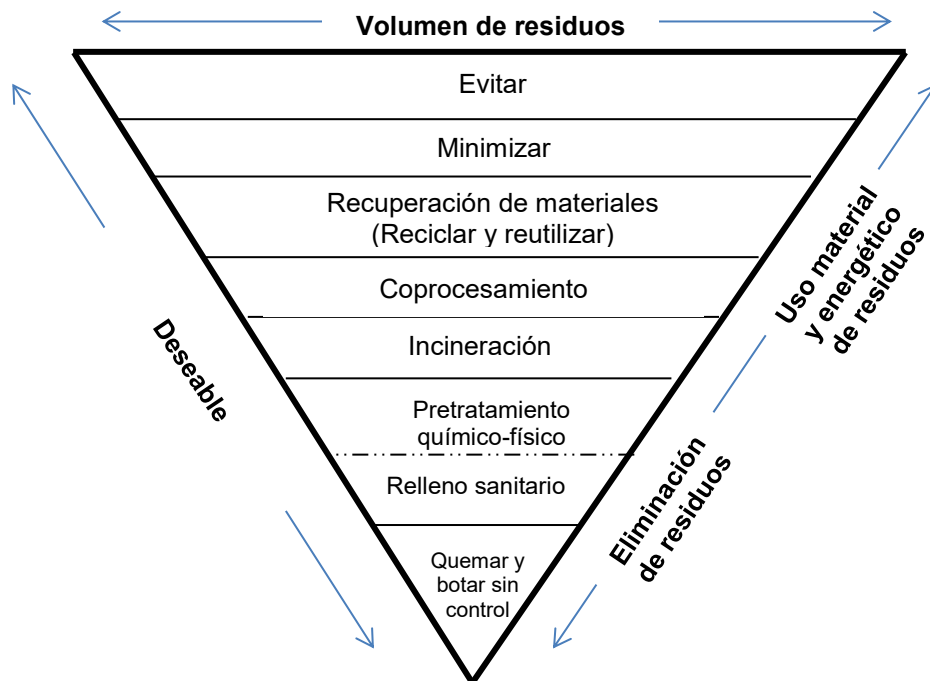 Volumen de residuos
Evitar
Minimizar
Recuperación de materiales
(Reciclar y reutilizar)
Coprocesamiento
Incineración
Pretratamiento
químico-físico
Relleno sanitario
Quemar y
botar sin
control
Deseable
Uso material
y energético
de residuos
Eliminación
de residuos